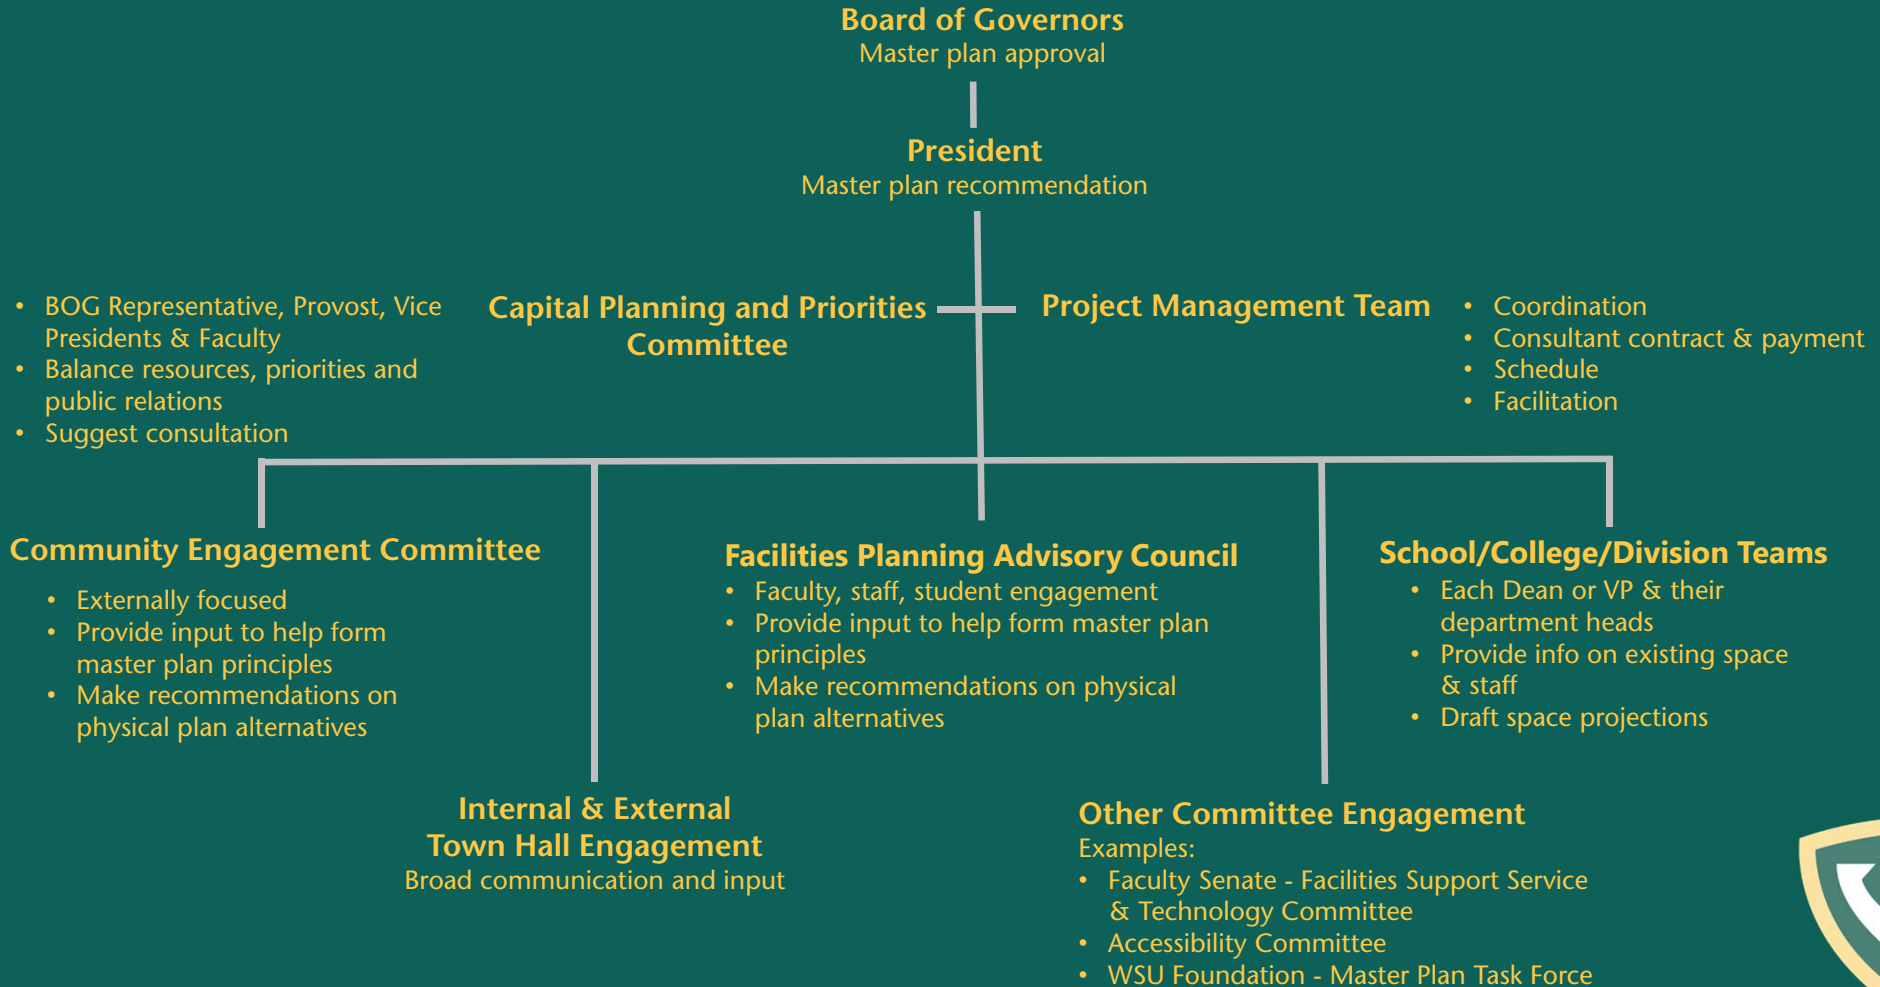 Board of Governors
Master plan approval
President
Master plan recommendation
• BOG Representative, Provost, Vice
Presidents & Faculty
• Balance resources, priorities and
public relations
• Suggest consultation
Capital Planning and Priorities
Committee
Project Management Team
• Coordination
• Consultant contract & payment
• Schedule
• Facilitation
Community Engagement Committee
• Externally focused
• Provide input to help form
master plan principles
• Make recommendations on
physical plan alternatives
Internal & External
Town Hall Engagement
Broad communication and input
Facilities Planning Advisory Council
• Faculty, staff, student engagement
• Provide input to help form master plan
principles
• Make recommendations on physical
plan alternatives
Other Committee Engagement
Examples:
• Faculty Senate - Facilities Support Service
& Technology Committee
• Accessibility Committee
• WSU Foundation - Master Plan Task Force
School/College/Division Teams
• Each Dean or VP & their
department heads
• Provide info on existing space
& staff
• Draft space projections